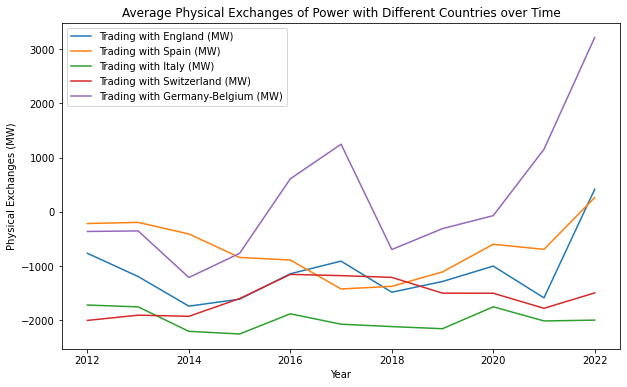 Average Physical Exchanges of Power with Different Countries over Time
Trading with England (MW)
Trading with Spain (MW)
Trading with Italy (MW)
Trading with Switzerland (MW)
Trading with Germany-Belgium (MW)
Physical Exchanges (MW)
3000
2000
1000
0
−1000
−2000
2012 2014 2016 2018 2020 2022
Year